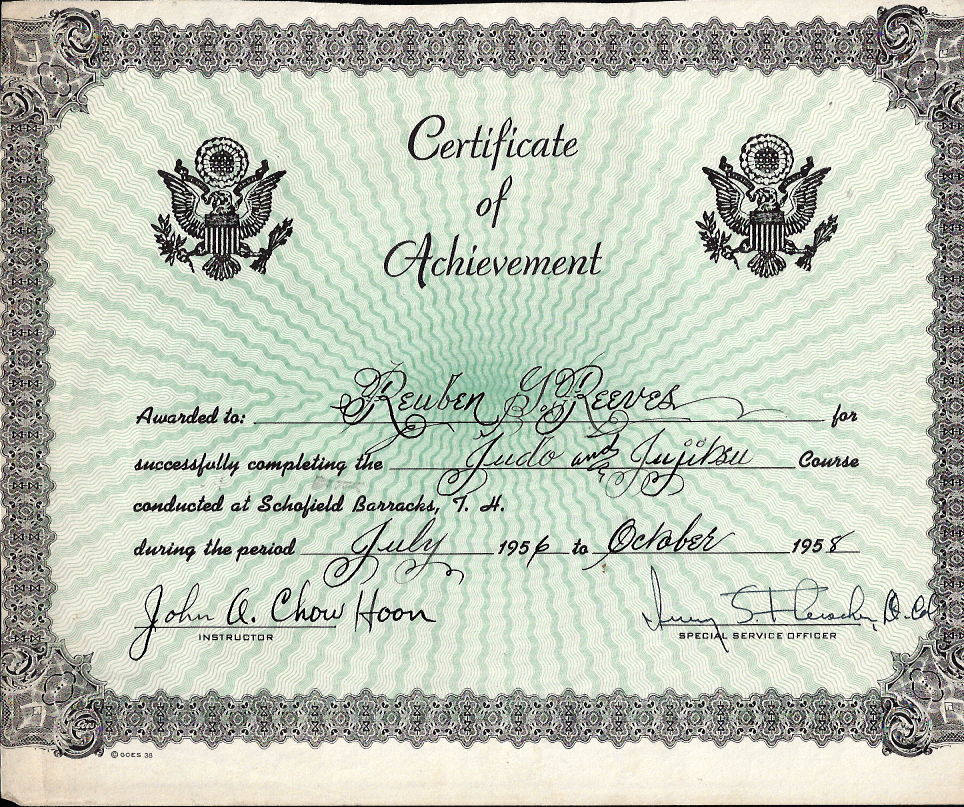 Certificate
of
Achievement
Awarded to: Reuben G. Reeves for
successfully completing the Judo and Jujitsu Course
conducted at Schofield Barracks, T. H.
during the period July 1956 to October 1958
John A. Chow Hoon
INSTRUCTOR
SPECIAL SERVICE OFFICER
© GOES 38